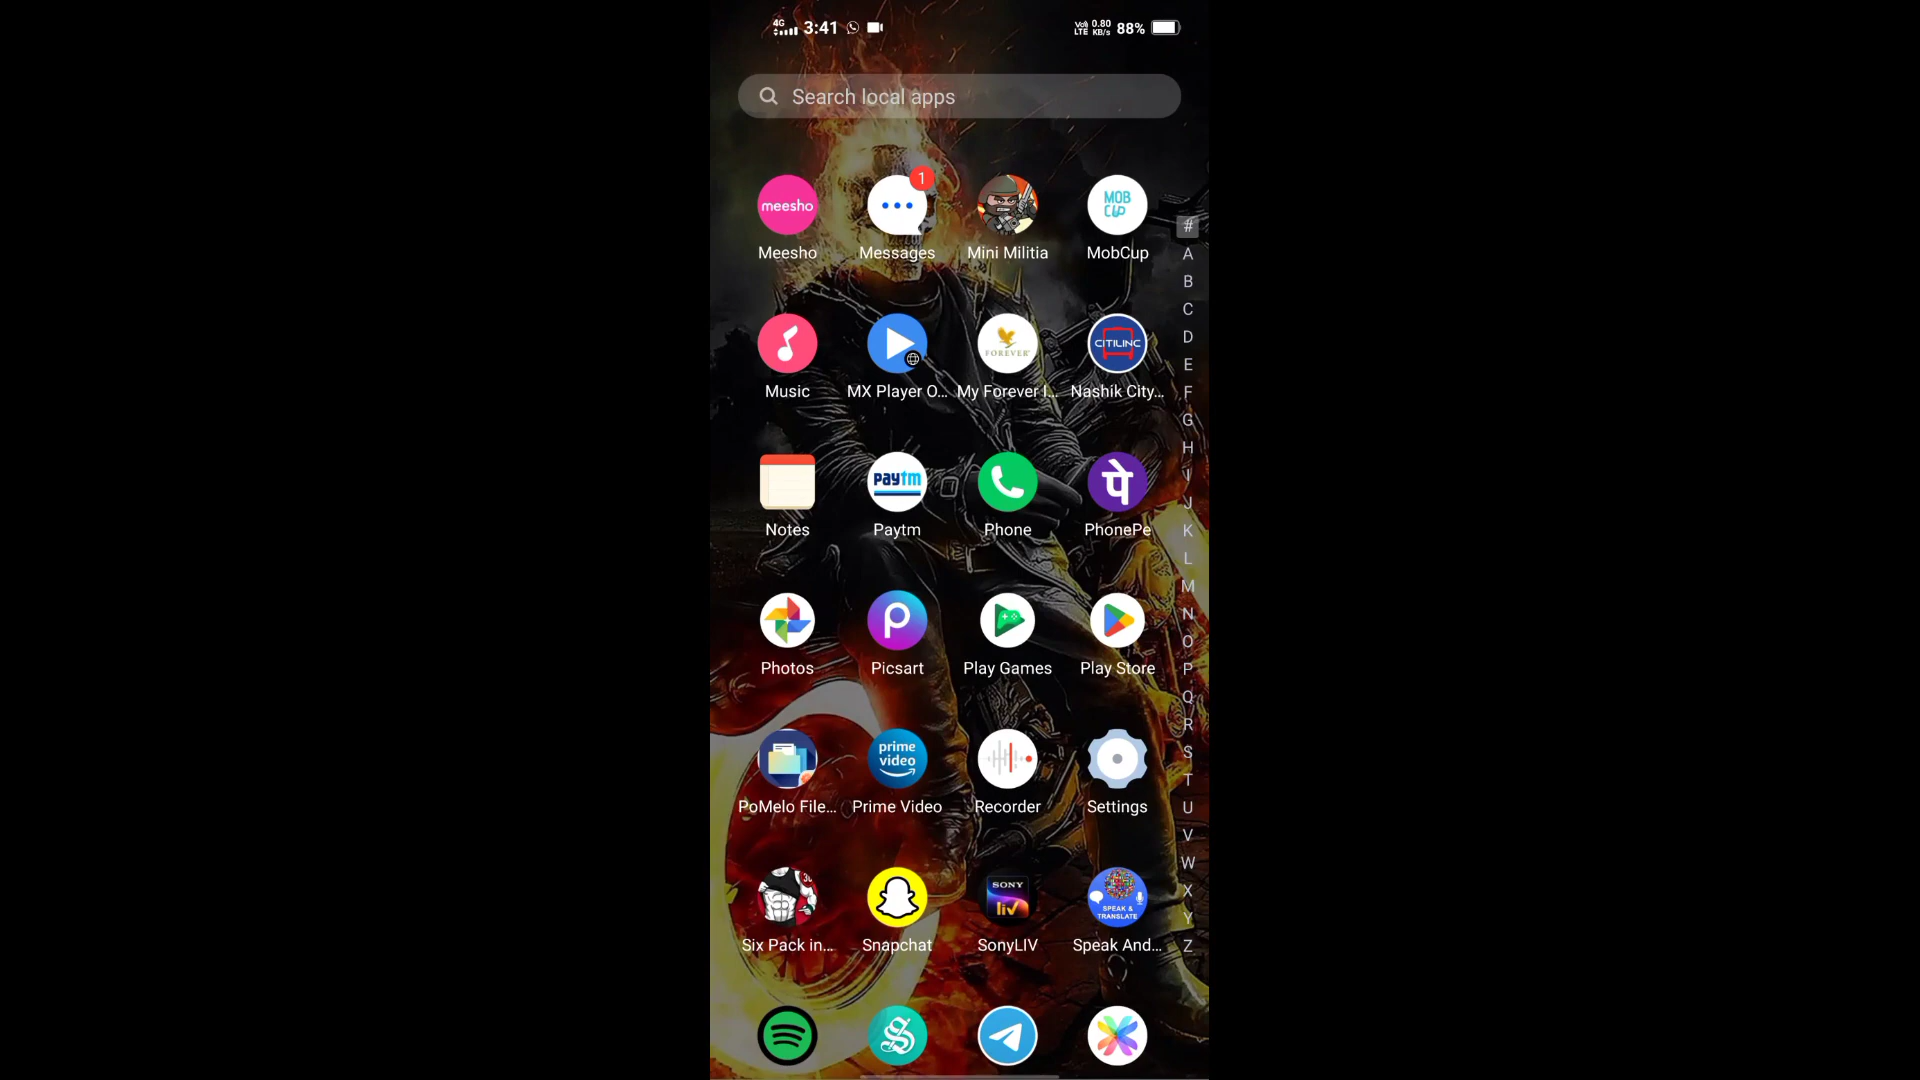 4G 3:41 Vo) LTE 0.80 KB/s 88%
Search local apps
meesho 1 MOB CUP
Meesho Messages Mini Militia MobCup
#
A
B
C
D
E
F
G
H
I
J
K
L
M
N
O
P
Q
R
S
T
U
V
W
X
Y
Z
FOREVER CITILINC
Music MX Player O... My Forever I... Nashik City...
paytm पे
Notes Paytm Phone PhonePe
Photos Picsart Play Games Play Store
prime video
PoMelo File... Prime Video Recorder Settings
30 SONY liv SPEAK & TRANSLATE
Six Pack in... Snapchat SonyLIV Speak And...